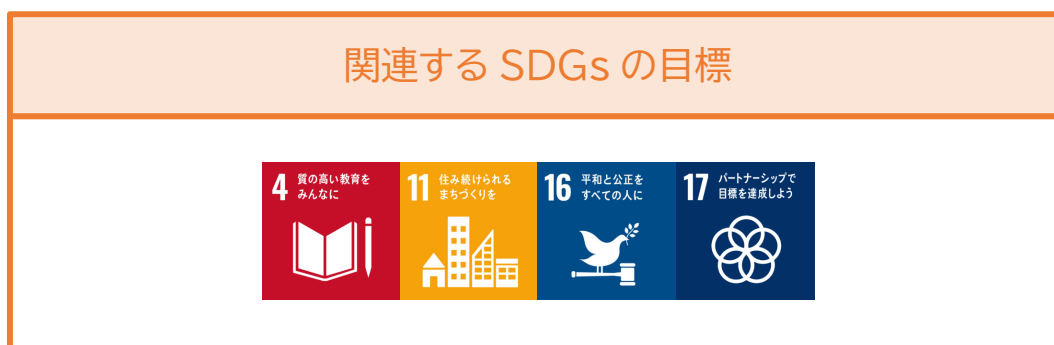 関連する SDGs の目標
4 質の高い教育を
みんなに
11 住み続けられる
まちづくりを
16 平和と公正を
すべての人に
17 パートナーシップで
目標を達成しよう